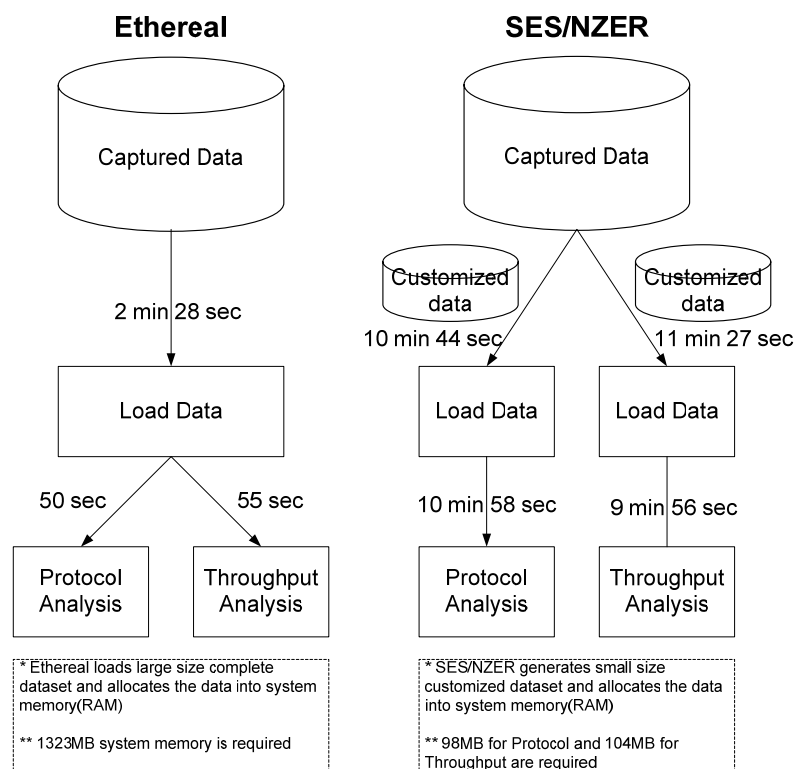 Ethereal
Captured Data
2 min 28 sec
Load Data
50 sec
55 sec
Protocol
Analysis
Throughput
Analysis
* Ethereal loads large size complete
dataset and allocates the data into system
memory(RAM)
** 1323MB system memory is required
SES/NZER
Captured Data
Customized
data
Customized
data
10 min 44 sec
11 min 27 sec
Load Data
Load Data
10 min 58 sec
9 min 56 sec
Protocol
Analysis
Throughput
Analysis
* SES/NZER generates small size
customized dataset and allocates the data
into system memory(RAM)
** 98MB for Protocol and 104MB for
Throughput are required